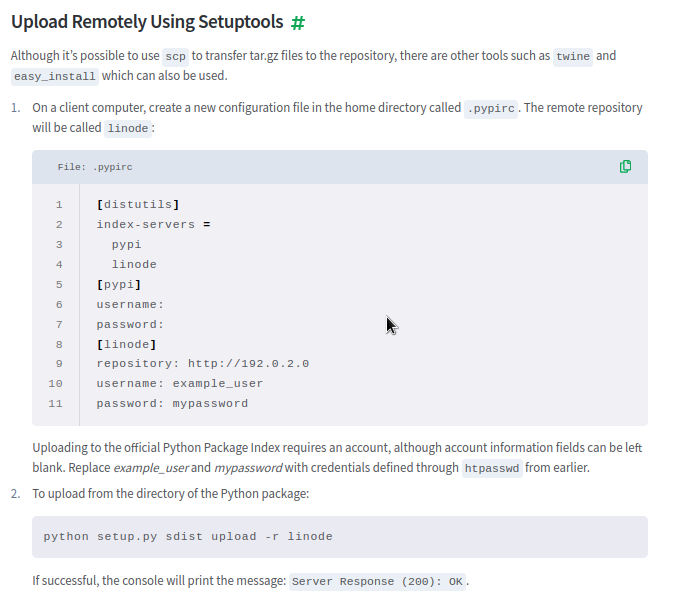 Upload Remotely Using Setuptools #
Although it’s possible to use scp to transfer tar.gz files to the repository, there are other tools such as twine and
easy_install which can also be used.
1. On a client computer, create a new configuration file in the home directory called .pypirc. The remote repository
will be called linode:
File: .pypirc
1 [distutils]
2 index-servers =
3   pypi
4   linode
5 [pypi]
6 username:
7 password:
8 [linode]
9 repository: http://192.0.2.0
10 username: example_user
11 password: mypassword
Uploading to the official Python Package Index requires an account, although account information fields can be left
blank. Replace example_user and mypassword with credentials defined through htpasswd from earlier.
2. To upload from the directory of the Python package:
python setup.py sdist upload -r linode
If successful, the console will print the message: Server Response (200): OK.